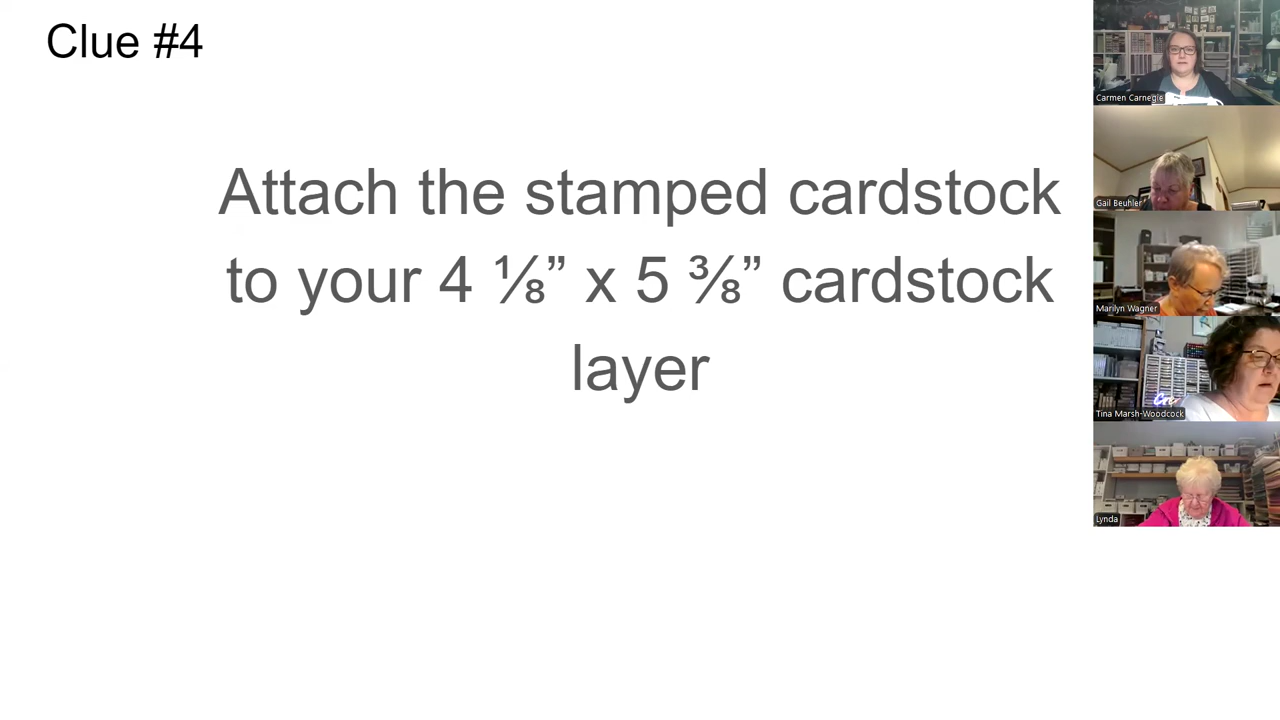 Clue #4
Attach the stamped cardstock
to your 4 ⅛” x 5 ⅜” cardstock
layer
Carmen Carnegie
Gail Beuhler
Marilyn Wagner
Tina Marsh-Woodcock
Lynda